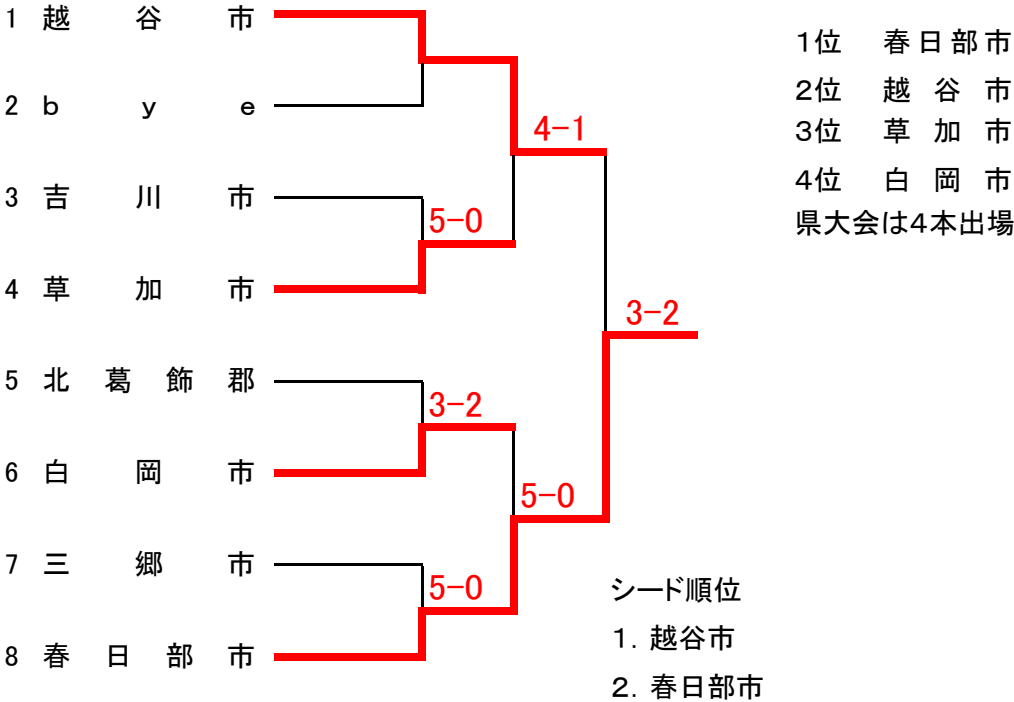 1 越谷市
2 bye
4-1
3 吉川市
5-0
4 草加市
3-2
5 北葛飾郡
3-2
6 白岡市
5-0
7 三郷市
5-0
8 春日部市
1位 春日部市
2位 越谷市
3位 草加市
4位 白岡市
県大会は4本出場
シード順位
1. 越谷市
2. 春日部市